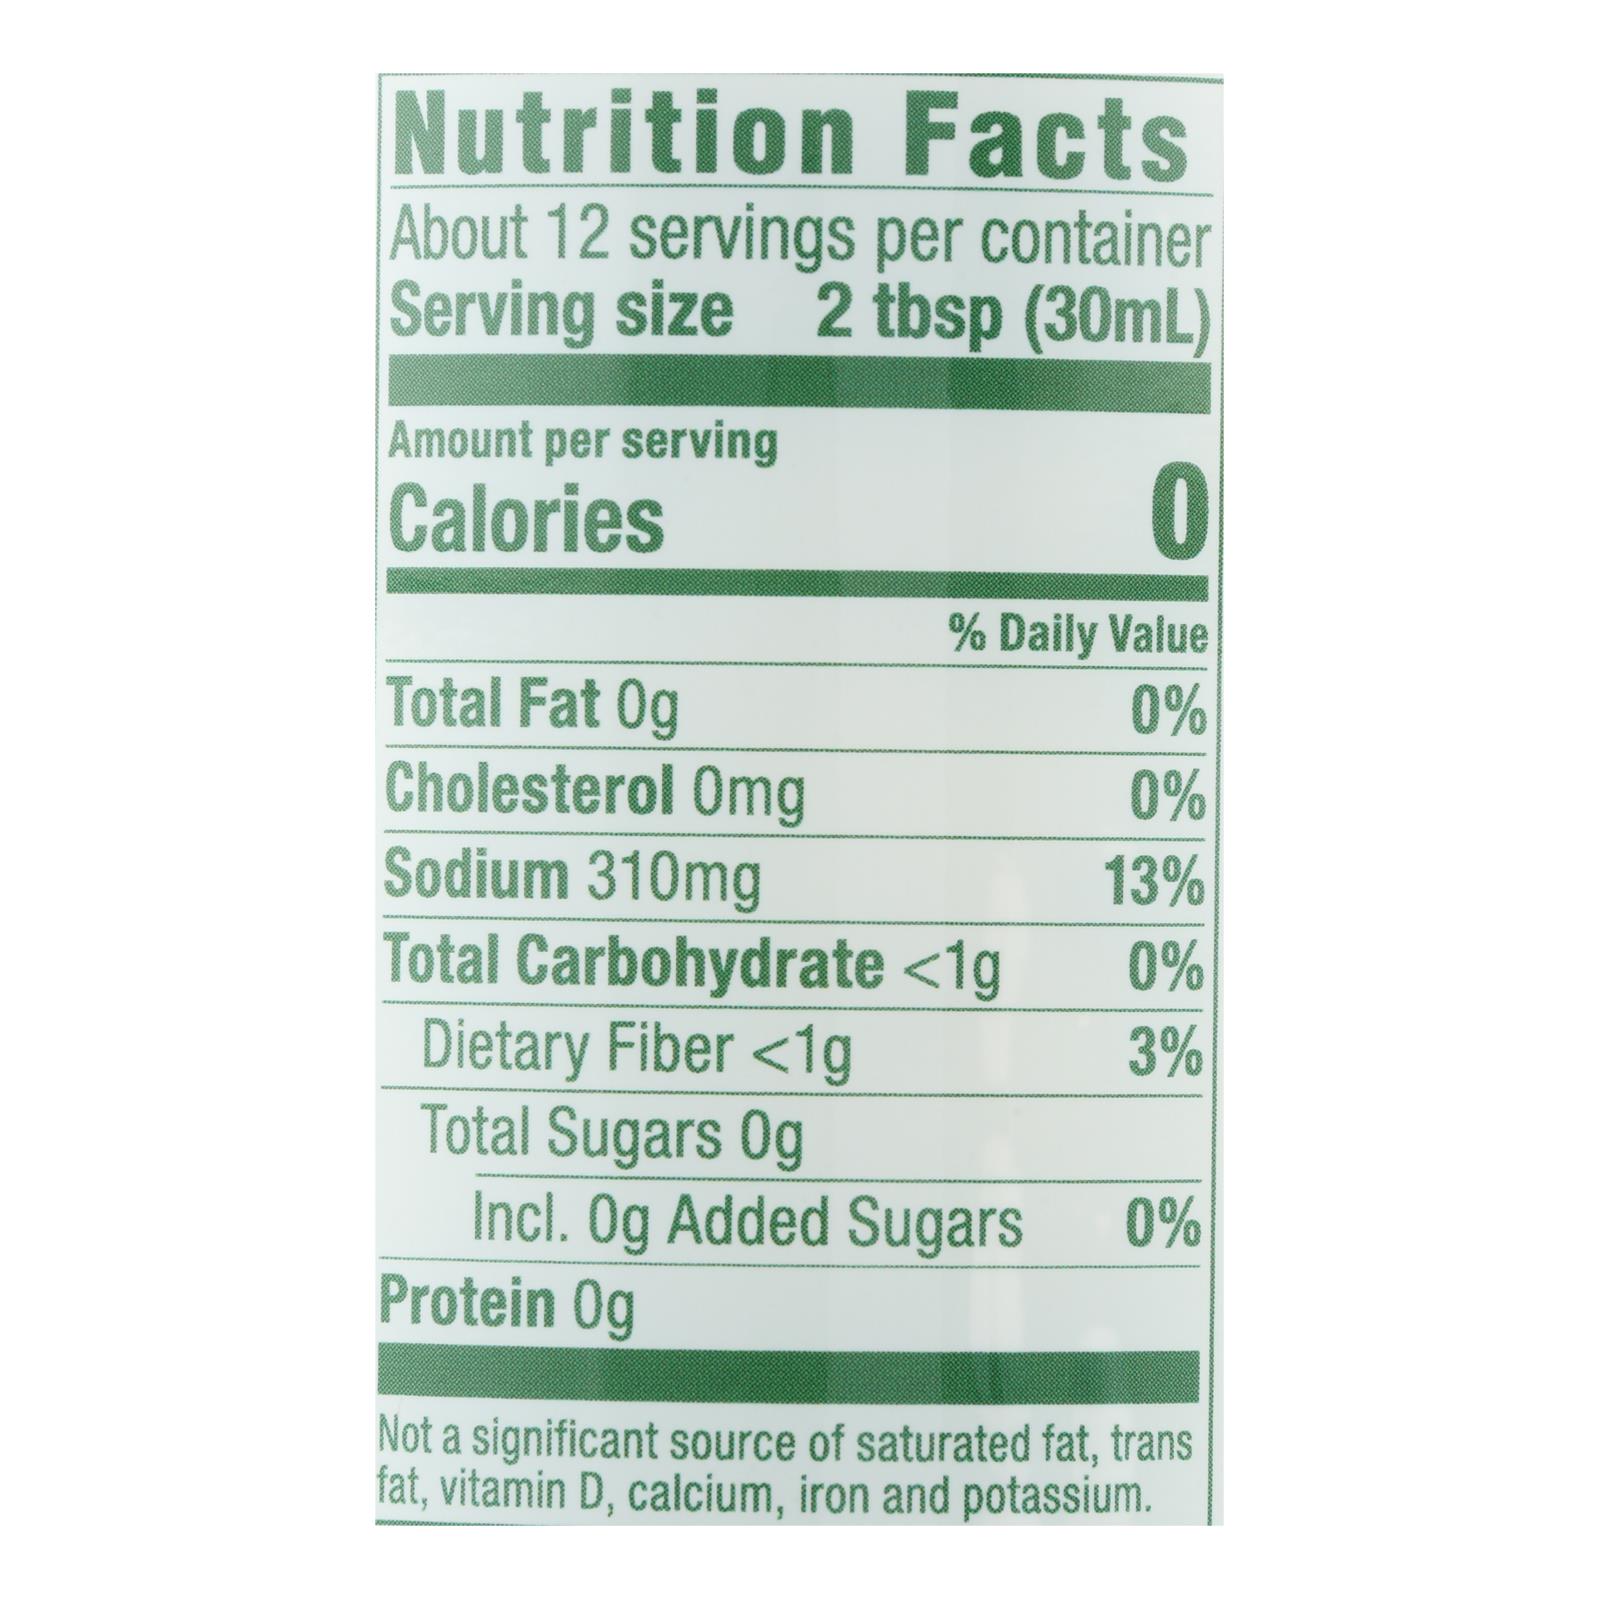 Nutrition Facts
About 12 servings per container
Serving size 2 tbsp (30mL)
Amount per serving
Calories 0
% Daily Value
Total Fat 0g 0%
Cholesterol 0mg 0%
Sodium 310mg 13%
Total Carbohydrate <1g 0%
Dietary Fiber <1g 3%
Total Sugars 0g
Incl. 0g Added Sugars 0%
Protein 0g
Not a significant source of saturated fat, trans
fat, vitamin D, calcium, iron and potassium.